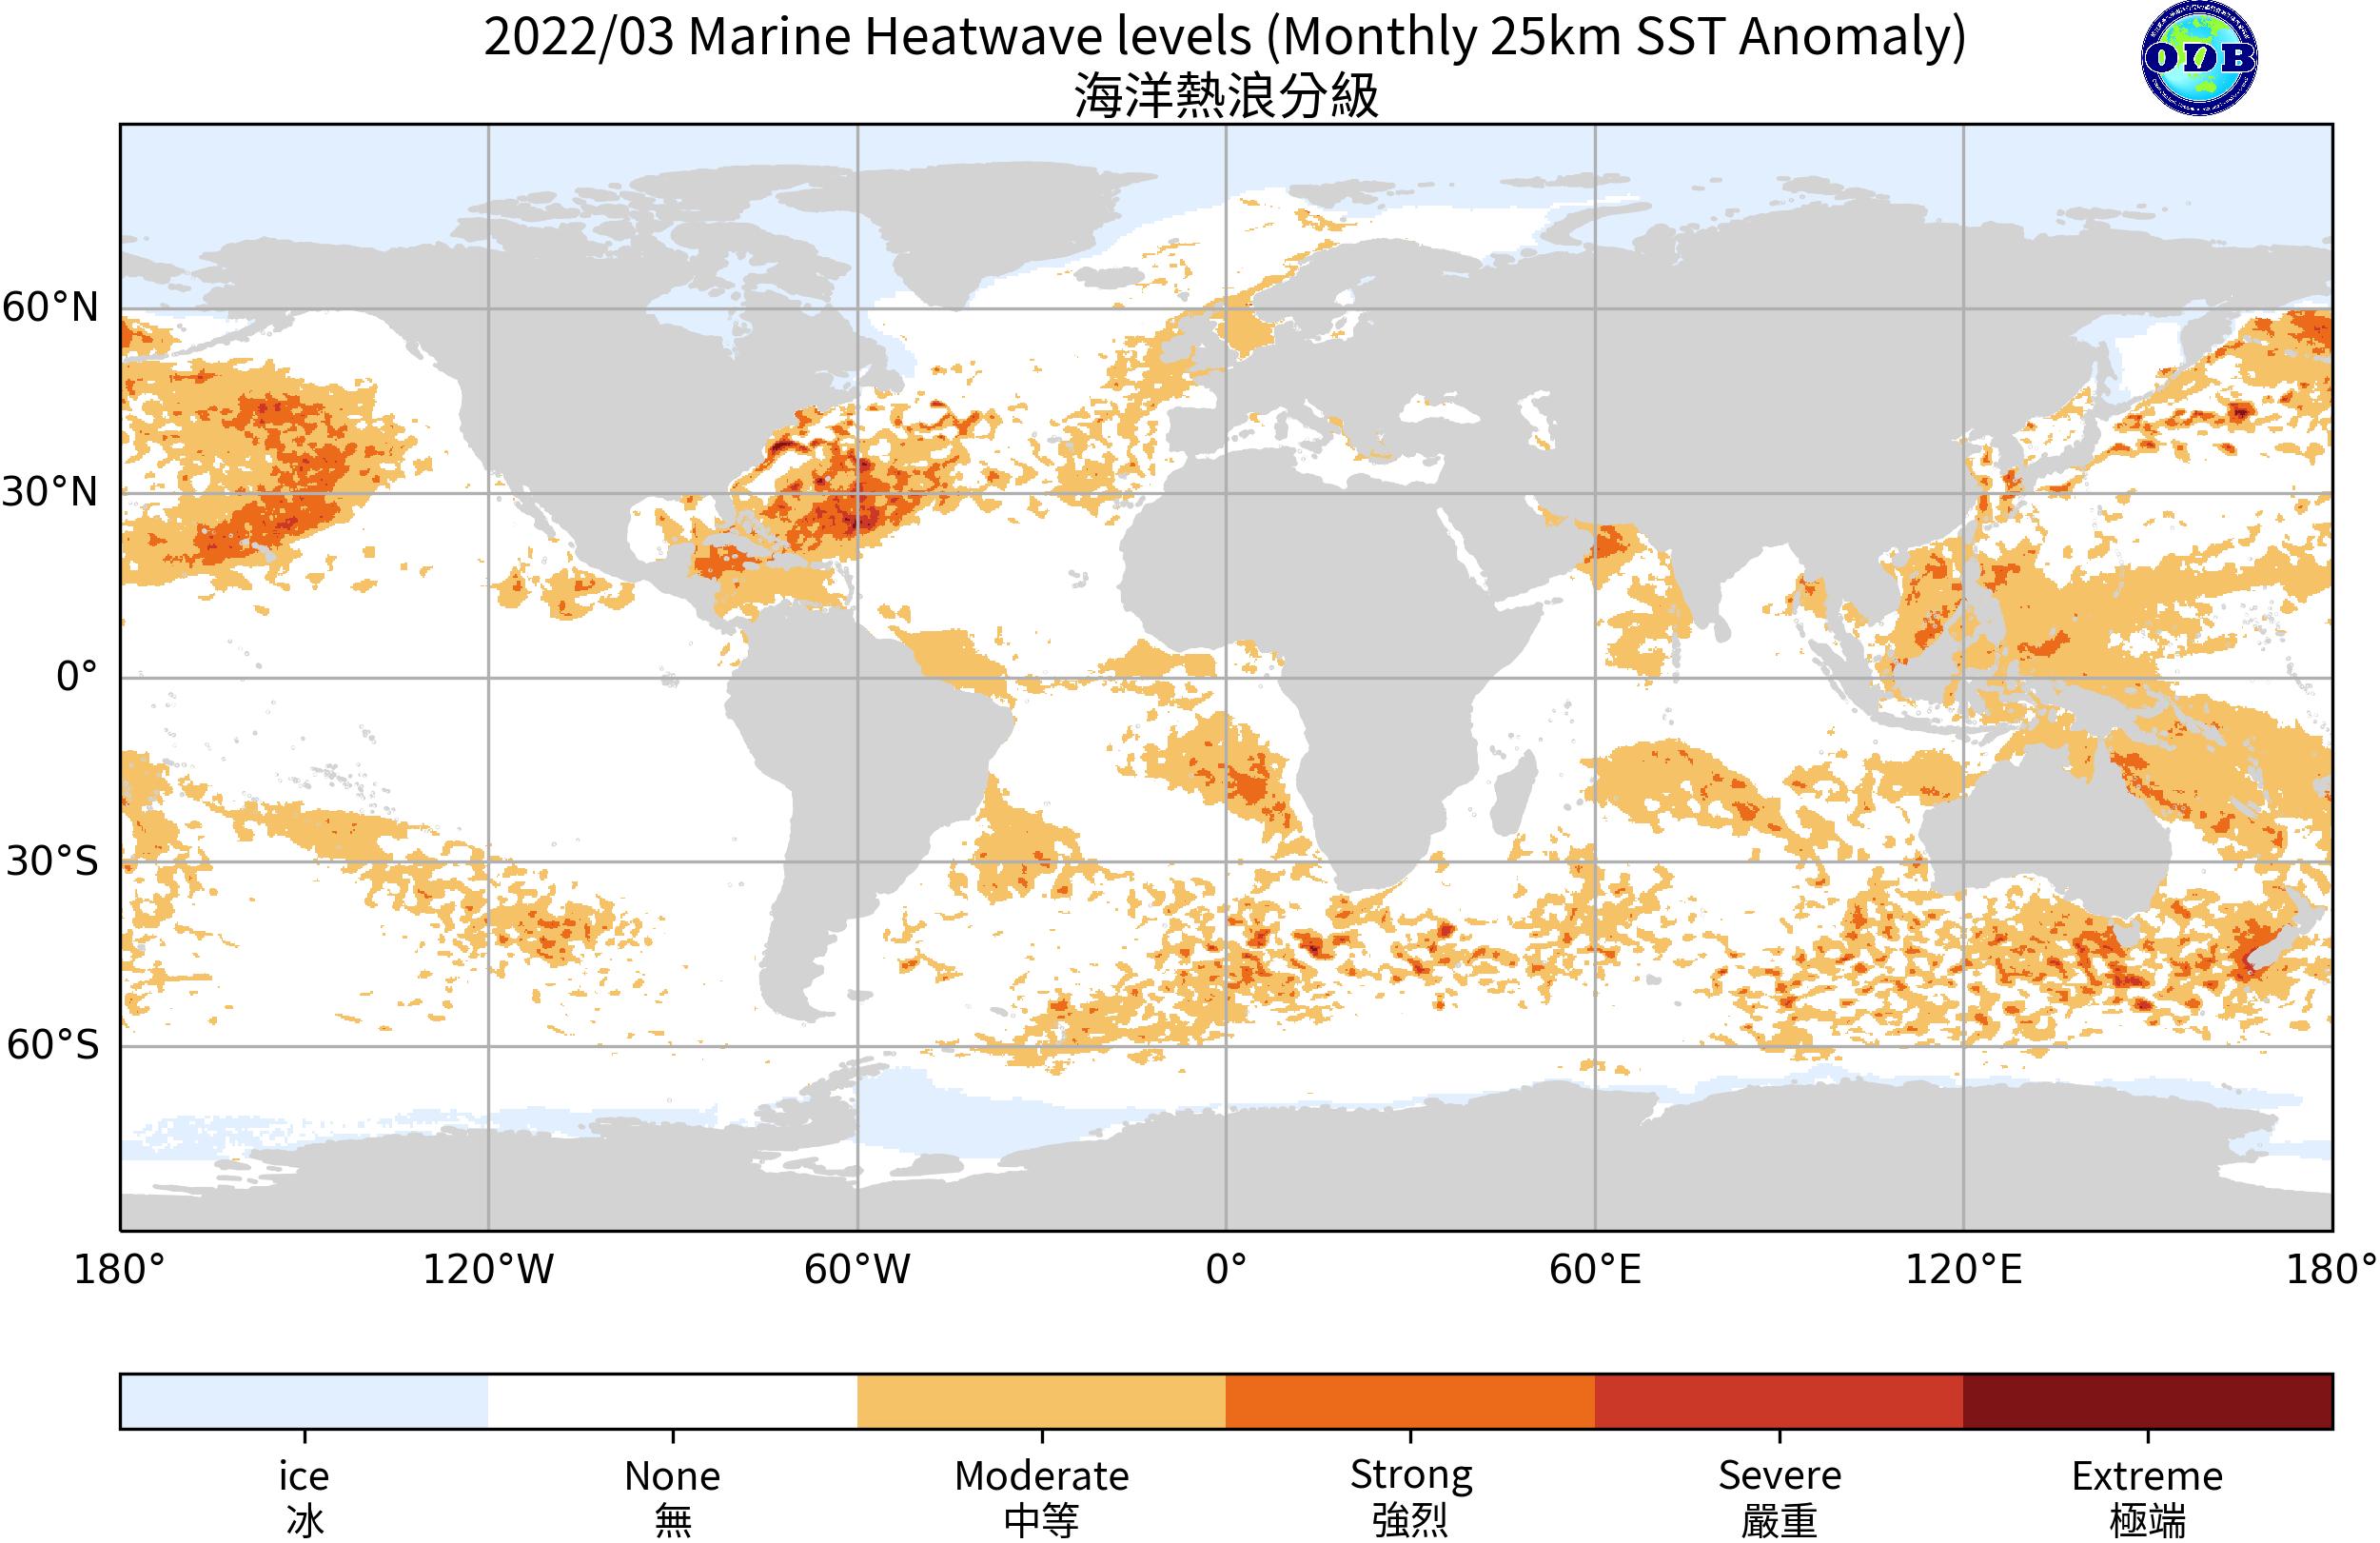 2022/03 Marine Heatwave levels (Monthly 25km SST Anomaly)
海洋熱浪分級
ODB
60°N
30°N
0°
30°S
60°S
180° 120°W 60°W 0° 60°E 120°E 180°
ice None Moderate Strong Severe Extreme
冰 無 中等 強烈 嚴重 極端